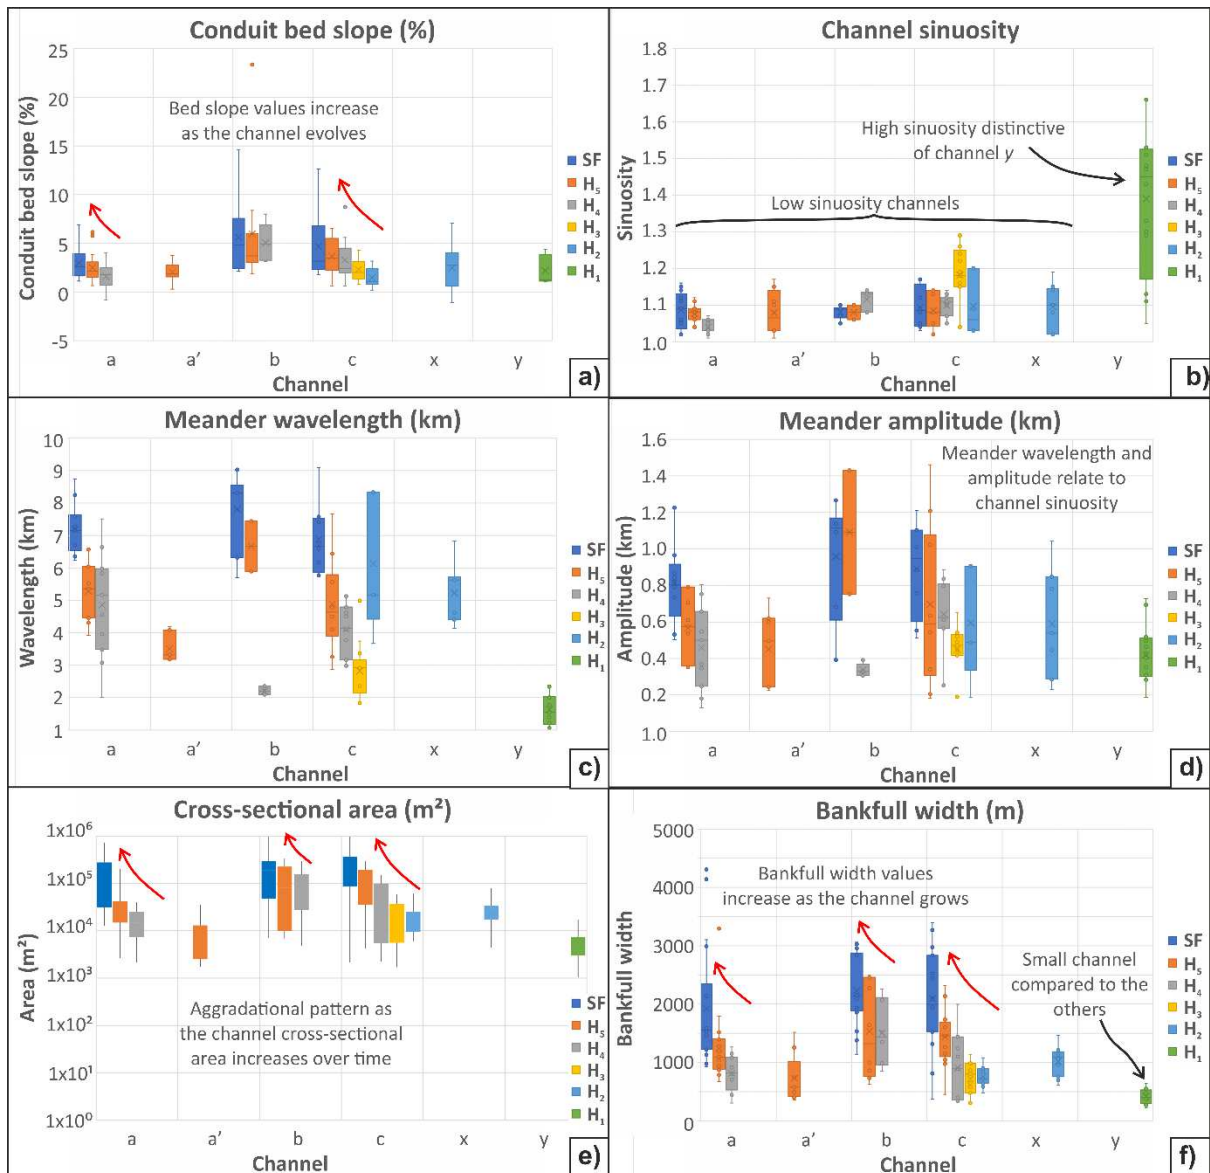 Conduit bed slope (%)
Conduit bed slope (%)
25
20
15
10
5
0
-5
Bed slope values increase
as the channel evolves
SF
H₅
H₄
H₃
H₂
H₁
a
a'
b
c
x
y
Channel
a)
Channel sinuosity
Sinuosity
1.8
1.7
1.6
1.5
1.4
1.3
1.2
1.1
1.0
High sinuosity distinctive
of channel y
Low sinuosity channels
SF
H₅
H₄
H₃
H₂
H₁
a
a'
b
c
x
y
Channel
b)
Meander wavelength (km)
Wavelength (km)
10
9
8
7
6
5
4
3
2
1
SF
H₅
H₄
H₃
H₂
H₁
a
a'
b
c
x
y
Channel
c)
Meander amplitude (km)
Amplitude (km)
1.6
1.4
1.2
1.0
0.8
0.6
0.4
0.2
1.0
Meander wavelength and
amplitude relate to
channel sinuosity
SF
H₅
H₄
H₃
H₂
H₁
a
a'
b
c
x
y
Channel
d)
Cross-sectional area (m²)
Area (m²)
1x10⁶
1x10⁵
1x10⁴
1x10³
1x10²
1x10¹
1x10⁰
Aggradational pattern as
the channel cross-sectional
area increases over time
SF
H₅
H₄
H₃
H₂
H₁
a
a'
b
c
x
y
Channel
e)
Bankfull width (m)
Bankfull width
5000
4000
3000
2000
1000
0
Bankfull width values
increase as the channel grows
Small channel
compared to the
others
SF
H₅
H₄
H₃
H₂
H₁
a
a'
b
c
x
y
Channel
f)